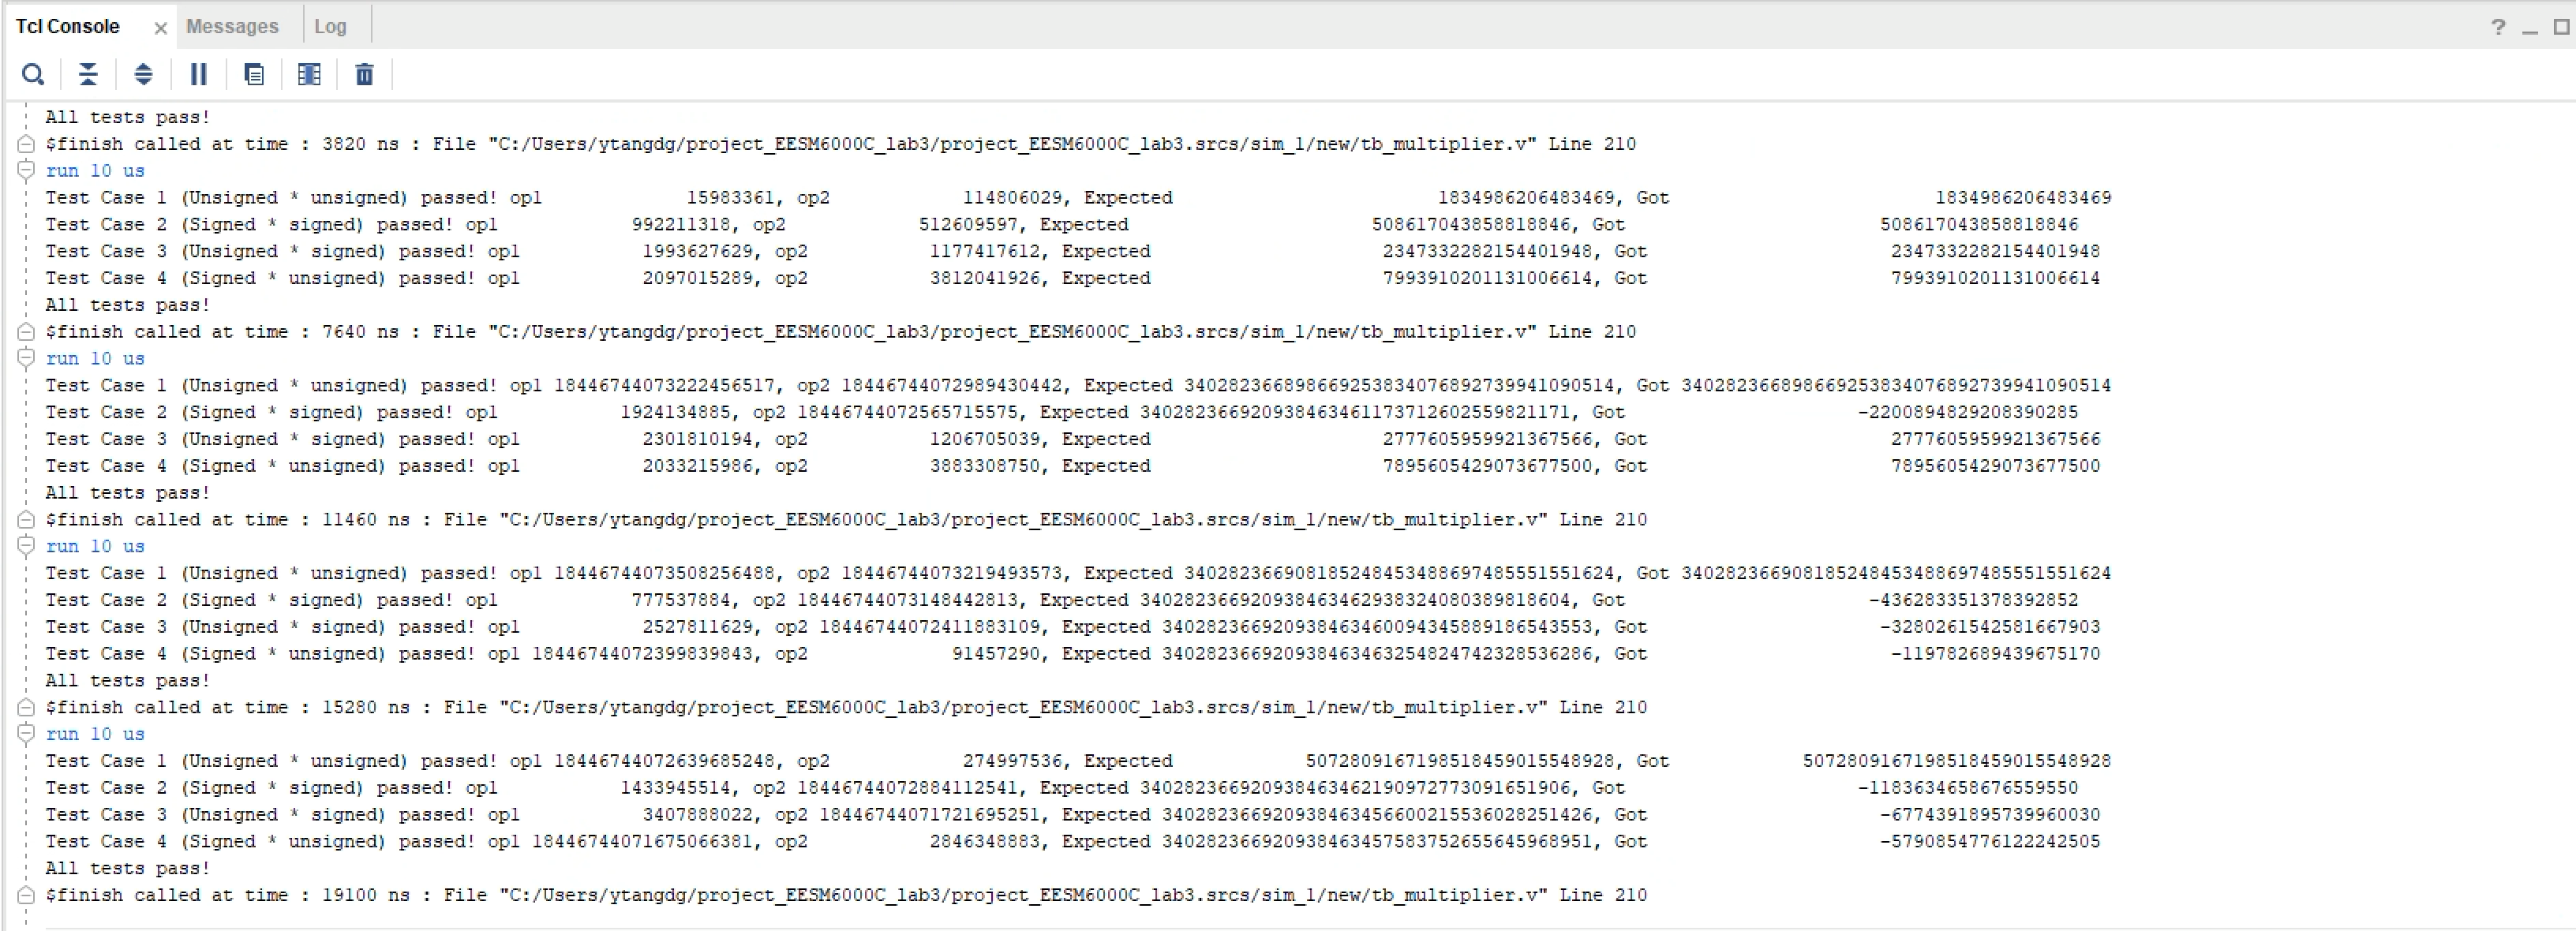 Tcl Console × Messages Log ? _
All tests pass!
$finish called at time : 3820 ns : File "C:/Users/ytangdg/project_EESM6000C_lab3/project_EESM6000C_lab3.srcs/sim_1/new/tb_multiplier.v" Line 210
run 10 us
Test Case 1 (Unsigned * unsigned) passed! op1 15983361, op2 114806029, Expected 1834986206483469, Got 1834986206483469
Test Case 2 (Signed * signed) passed! op1 992211318, op2 512609597, Expected 508617043858818846, Got 508617043858818846
Test Case 3 (Unsigned * signed) passed! op1 1993627629, op2 1177417612, Expected 2347332282154401948, Got 2347332282154401948
Test Case 4 (Signed * unsigned) passed! op1 2097015289, op2 3812041926, Expected 7993910201131006614, Got 7993910201131006614
All tests pass!
$finish called at time : 7640 ns : File "C:/Users/ytangdg/project_EESM6000C_lab3/project_EESM6000C_lab3.srcs/sim_1/new/tb_multiplier.v" Line 210
run 10 us
Test Case 1 (Unsigned * unsigned) passed! op1 18446744073222456517, op2 18446744072989430442, Expected 340282366898669253834076892739941090514, Got 340282366898669253834076892739941090514
Test Case 2 (Signed * signed) passed! op1 1924134885, op2 18446744072565715575, Expected 340282366920938463461173712602559821171, Got -2200894829208390285
Test Case 3 (Unsigned * signed) passed! op1 2301810194, op2 1206705039, Expected 2777605959921367566, Got 2777605959921367566
Test Case 4 (Signed * unsigned) passed! op1 2033215986, op2 3883308750, Expected 7895605429073677500, Got 7895605429073677500
All tests pass!
$finish called at time : 11460 ns : File "C:/Users/ytangdg/project_EESM6000C_lab3/project_EESM6000C_lab3.srcs/sim_1/new/tb_multiplier.v" Line 210
run 10 us
Test Case 1 (Unsigned * unsigned) passed! op1 18446744073508256488, op2 18446744073219493573, Expected 340282366908185248453488697485551551624, Got 340282366908185248453488697485551551624
Test Case 2 (Signed * signed) passed! op1 777537884, op2 18446744073148442813, Expected 340282366920938463462938324080389818604, Got -436283351378392852
Test Case 3 (Unsigned * signed) passed! op1 2527811629, op2 18446744072411883109, Expected 340282366920938463460094345889186543553, Got -3280261542581667903
Test Case 4 (Signed * unsigned) passed! op1 18446744072399839843, op2 91457290, Expected 340282366920938463463254824742328536286, Got -119782689439675170
All tests pass!
$finish called at time : 15280 ns : File "C:/Users/ytangdg/project_EESM6000C_lab3/project_EESM6000C_lab3.srcs/sim_1/new/tb_multiplier.v" Line 210
run 10 us
Test Case 1 (Unsigned * unsigned) passed! op1 18446744072639685248, op2 274997536, Expected 5072809167198518459015548928, Got 5072809167198518459015548928
Test Case 2 (Signed * signed) passed! op1 1433945514, op2 18446744072884112541, Expected 340282366920938463462190972773091651906, Got -1183634658676559550
Test Case 3 (Unsigned * signed) passed! op1 3407888022, op2 18446744071721695251, Expected 340282366920938463456600215536028251426, Got -6774391895739960030
Test Case 4 (Signed * unsigned) passed! op1 18446744071675066381, op2 2846348883, Expected 340282366920938463457583752655645968951, Got -5790854776122242505
All tests pass!
$finish called at time : 19100 ns : File "C:/Users/ytangdg/project_EESM6000C_lab3/project_EESM6000C_lab3.srcs/sim_1/new/tb_multiplier.v" Line 210